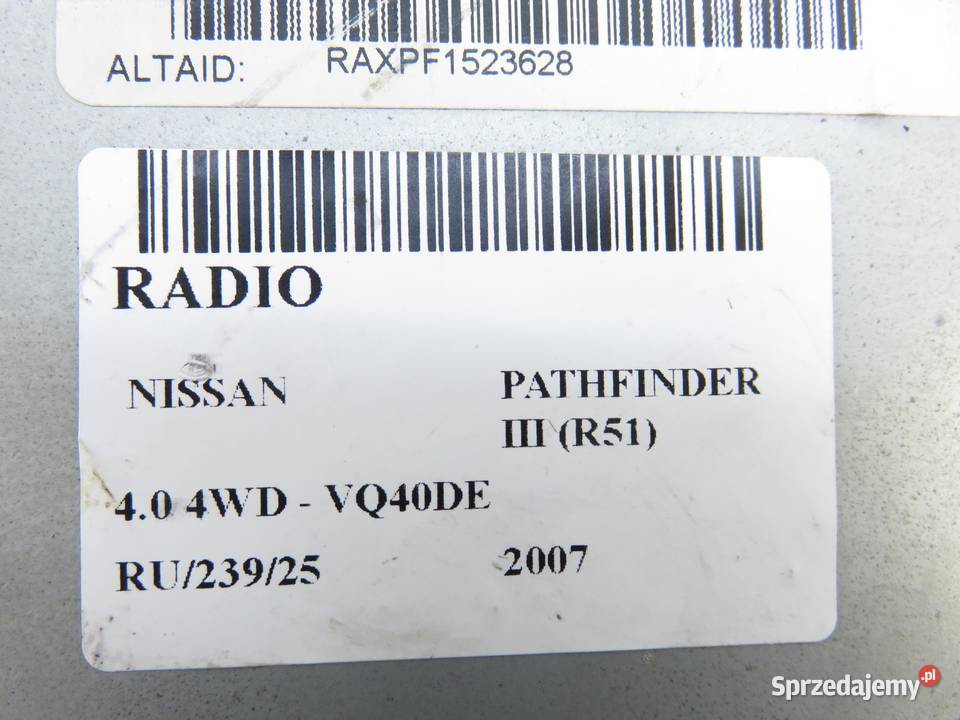 ALTAID: RAXPF1523628
RADIO
NISSAN PATHFINDER
III (R51)
4.0 4WD - VQ40DE
RU/239/25 2007
Sprzedajemy.pl